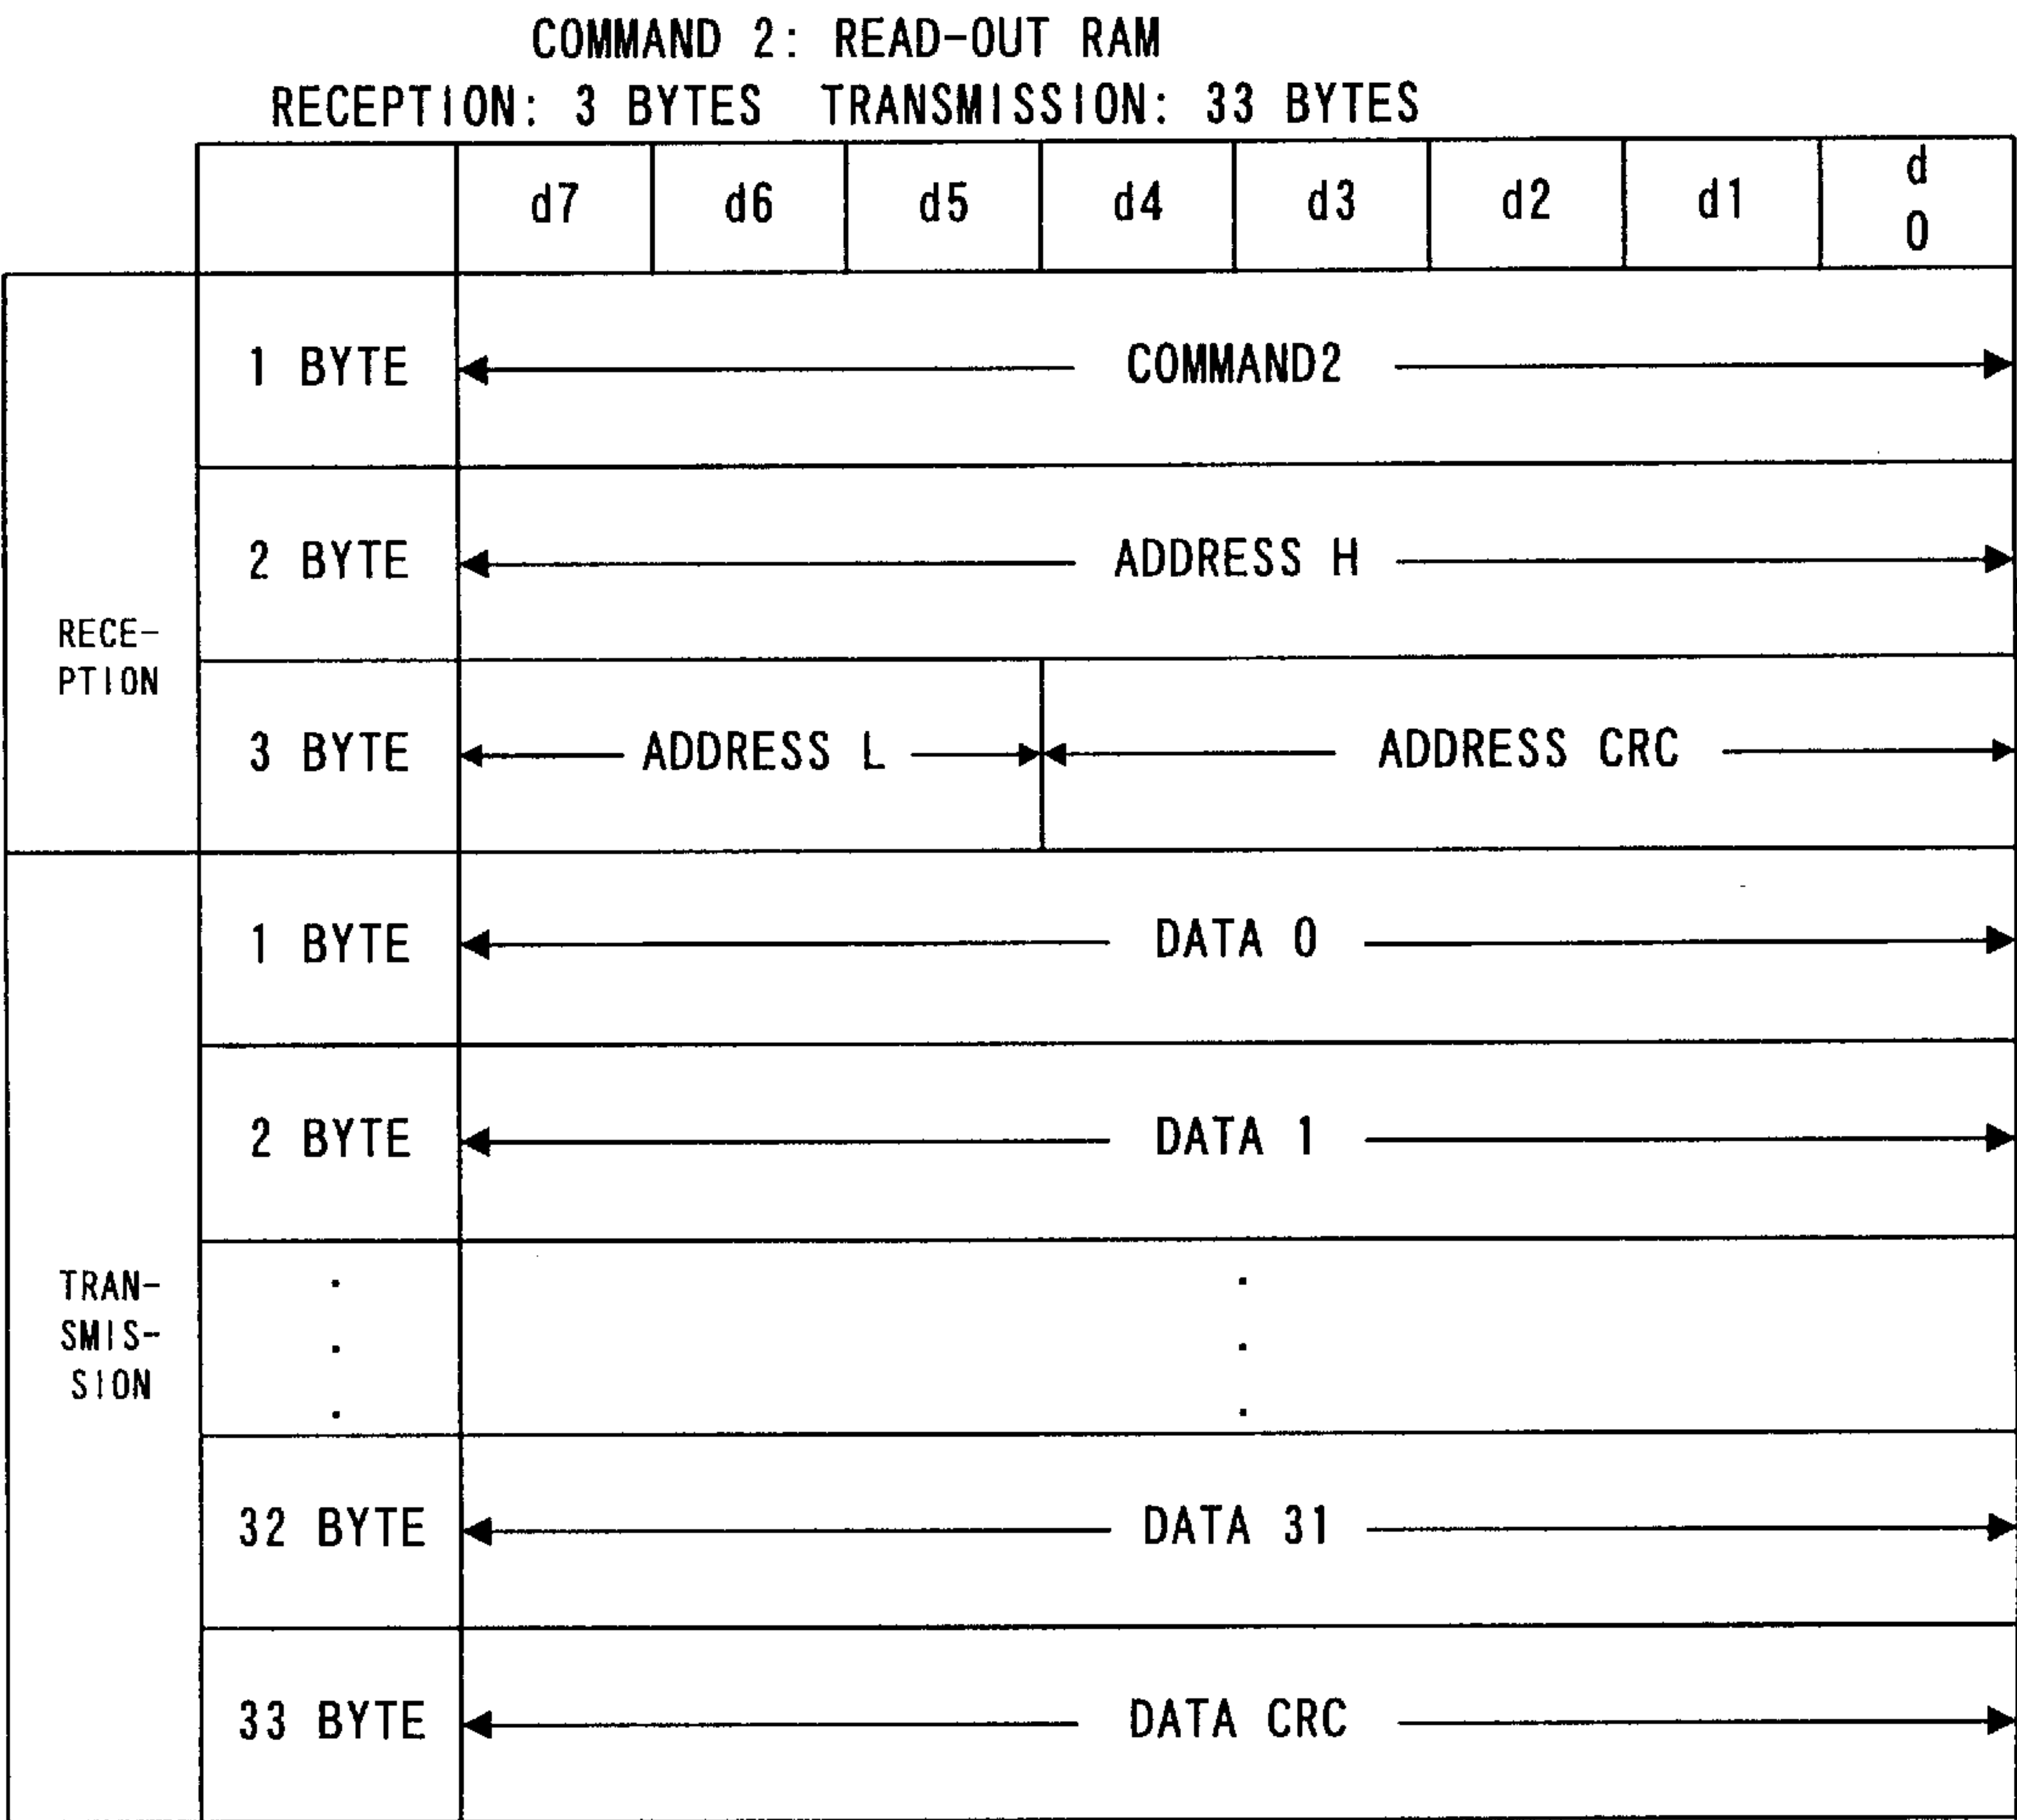 COMMAND 2: READ-OUT RAM
RECEPTION: 3 BYTES TRANSMISSION: 33 BYTES
d7 d6 d5 d4 d3 d2 d1 d
0
1 BYTE COMMAND2
2 BYTE ADDRESS H
RECE-
PTION
3 BYTE ADDRESS L ADDRESS CRC
1 BYTE DATA 0
2 BYTE DATA 1
TRAN-
SMIS-
SION
. .
. .
. .
32 BYTE DATA 31
33 BYTE DATA CRC